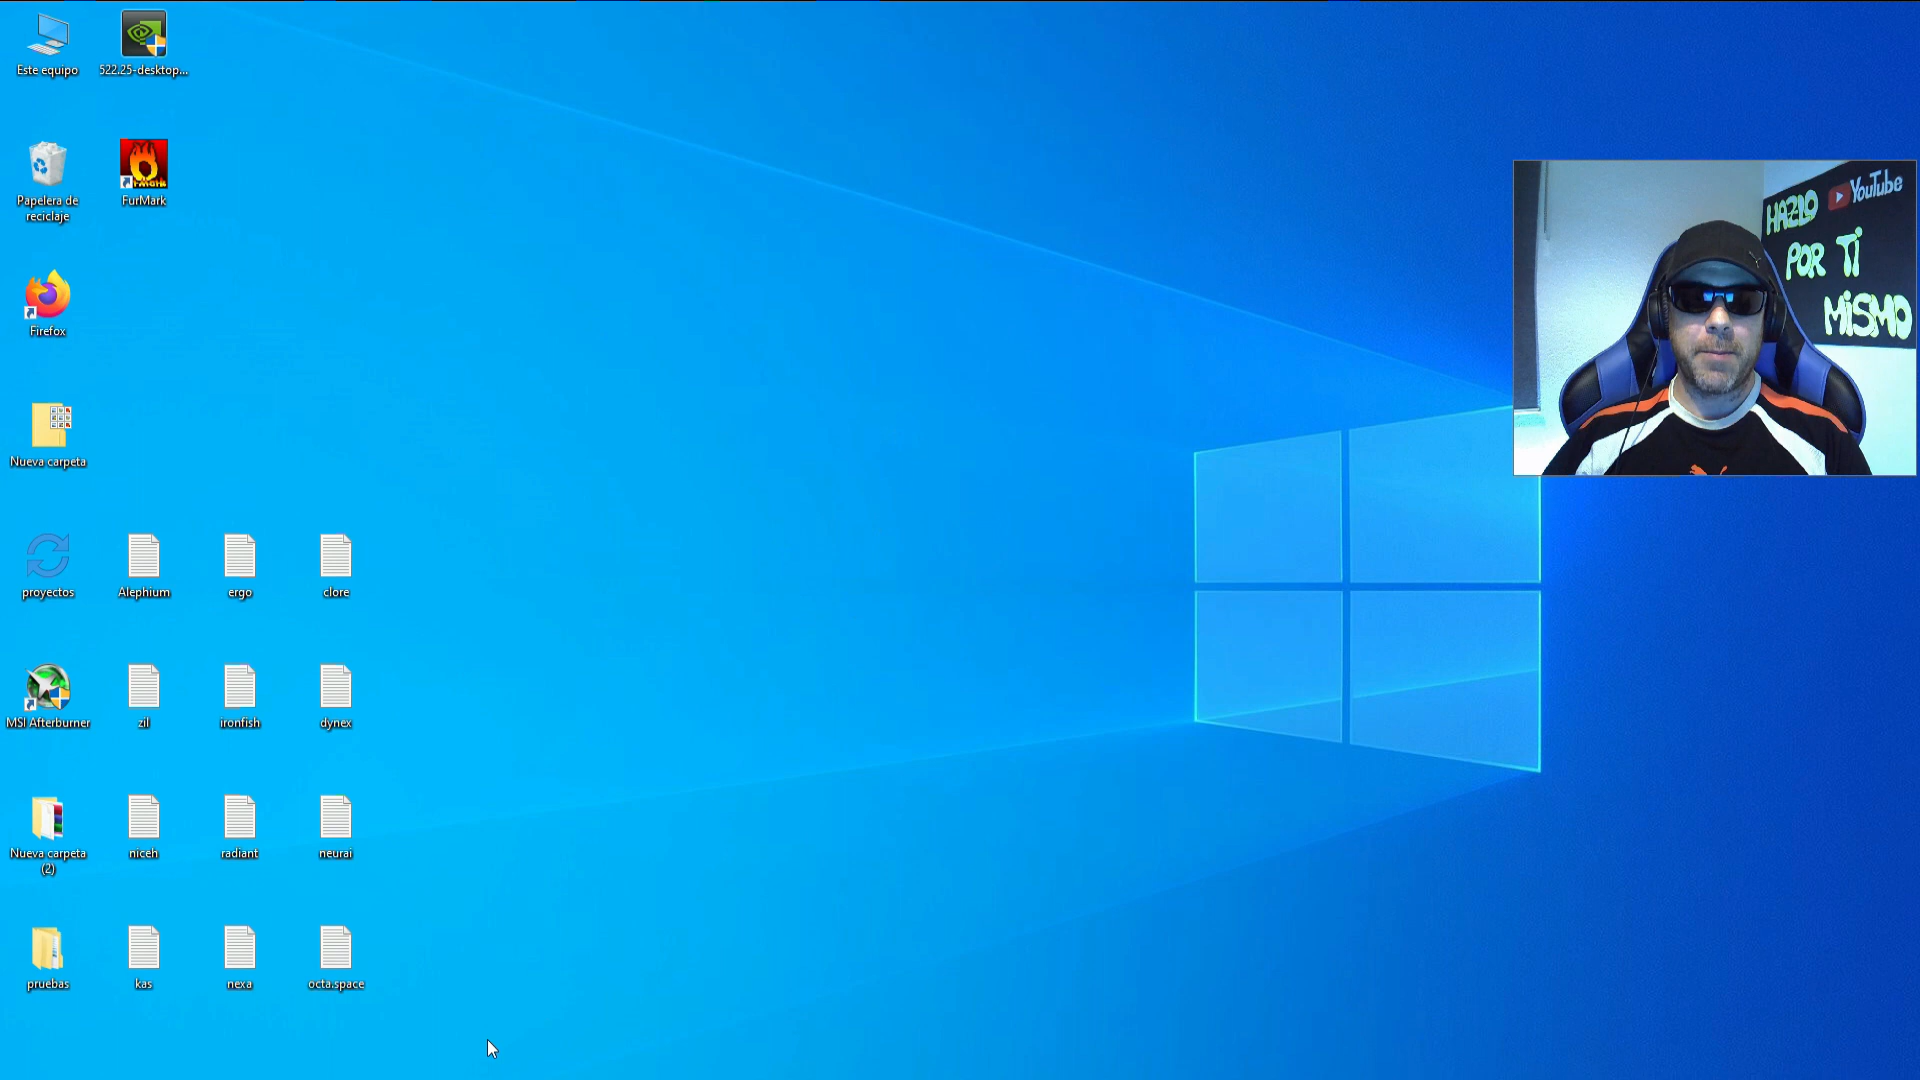 Este equipo
522.25-desktop...
Papelera de
reciclaje
FurMark
Firefox
Nueva carpeta
proyectos
Alephium
ergo
clore
MSI Afterburner
zil
ironfish
dynex
Nueva carpeta
(2)
niceh
radiant
neurai
pruebas
kas
nexa
octa.space
YouTube
HAZLO
POR TI
MiSMO